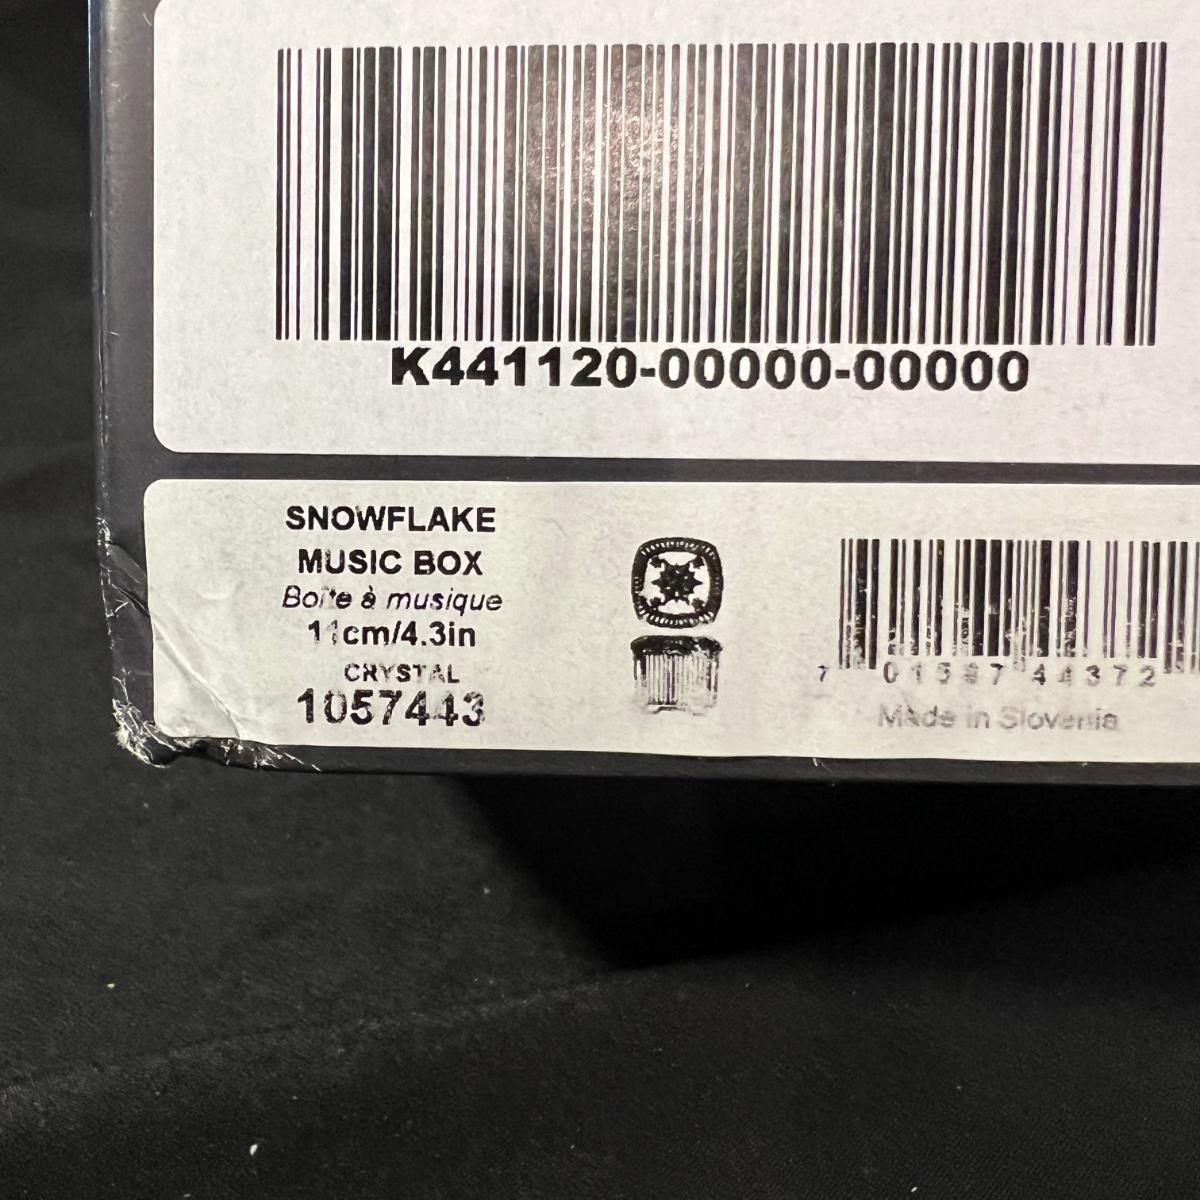 K441120-00000-00000
SNOWFLAKE
MUSIC BOX
Boîte à musique
11cm/4.3in
CRYSTAL
1057443
7 01587 44372
Made in Slovenia